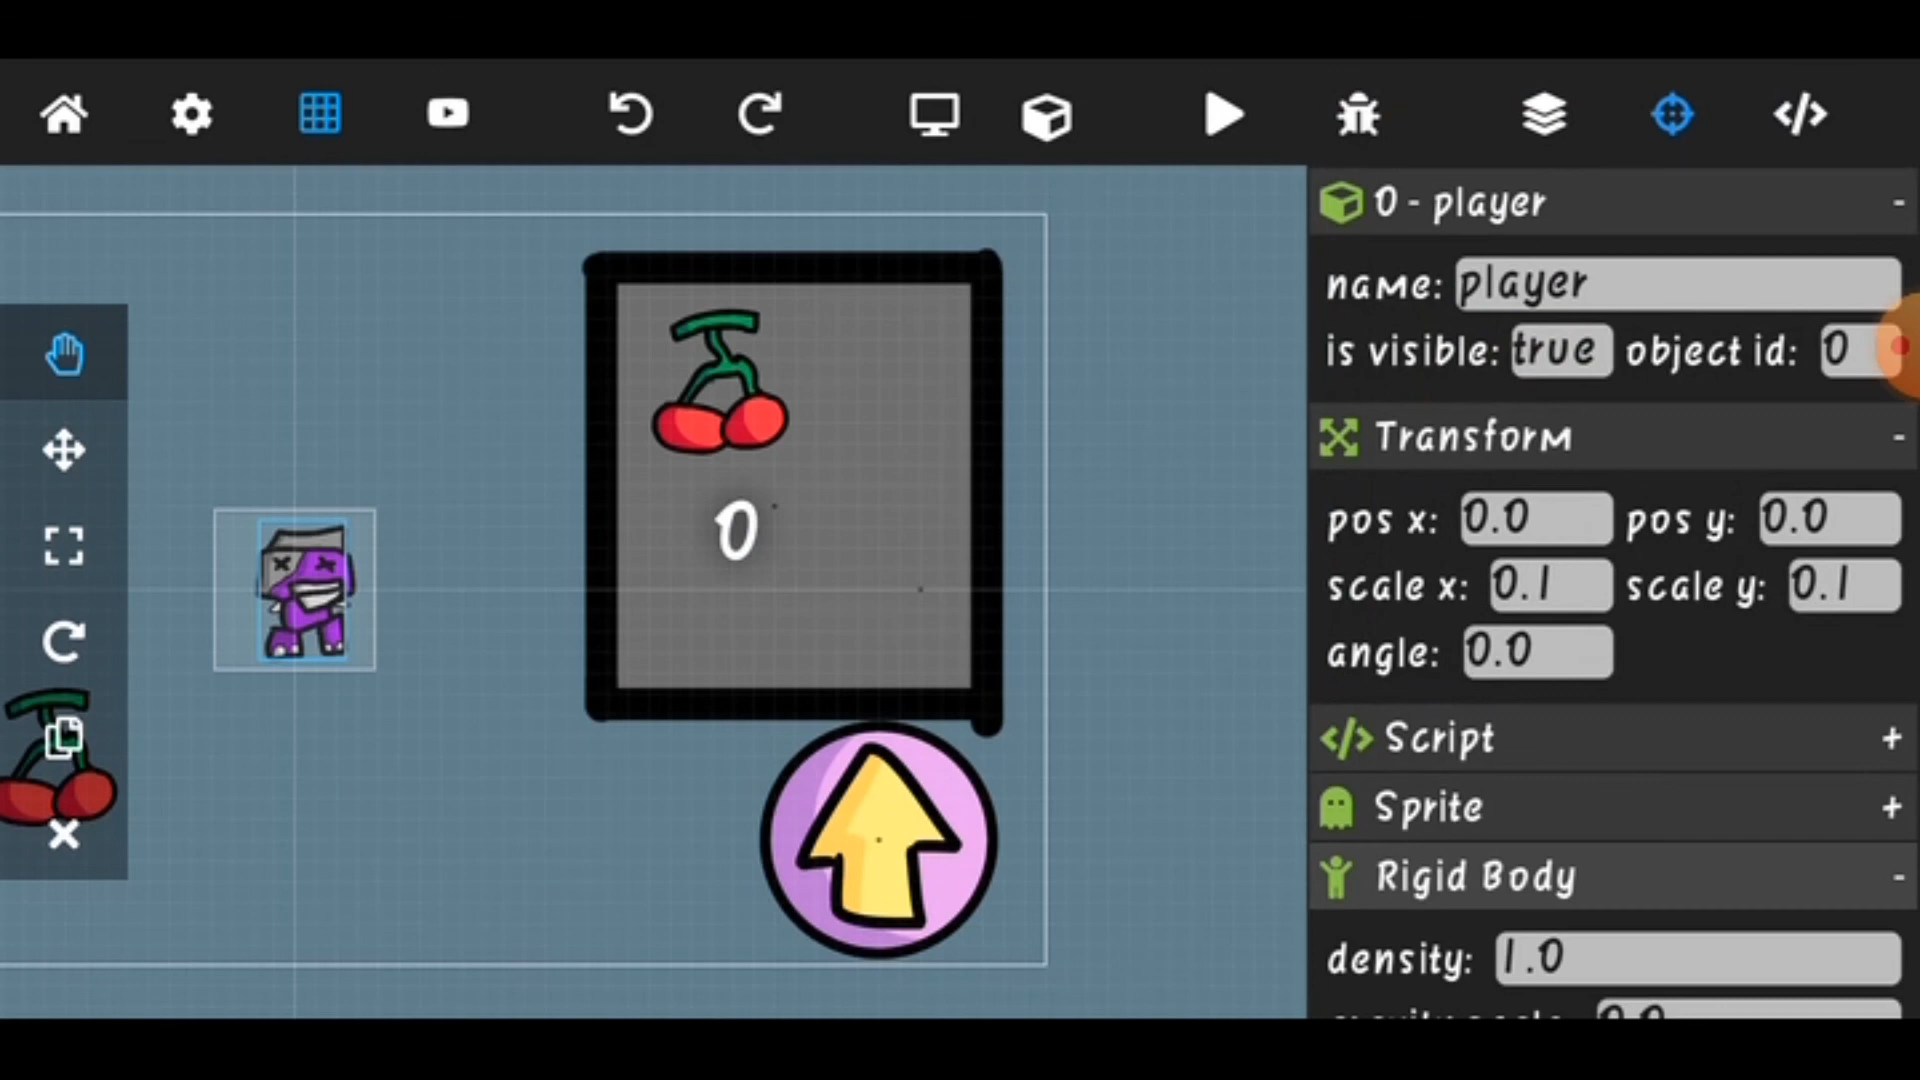 0 - player -
name: player
is visible: true object id: 0
Transform -
pos x: 0.0 pos y: 0.0
scale x: 0.1 scale y: 0.1
angle: 0.0
Script +
Sprite +
Rigid Body -
density: 1.0
0